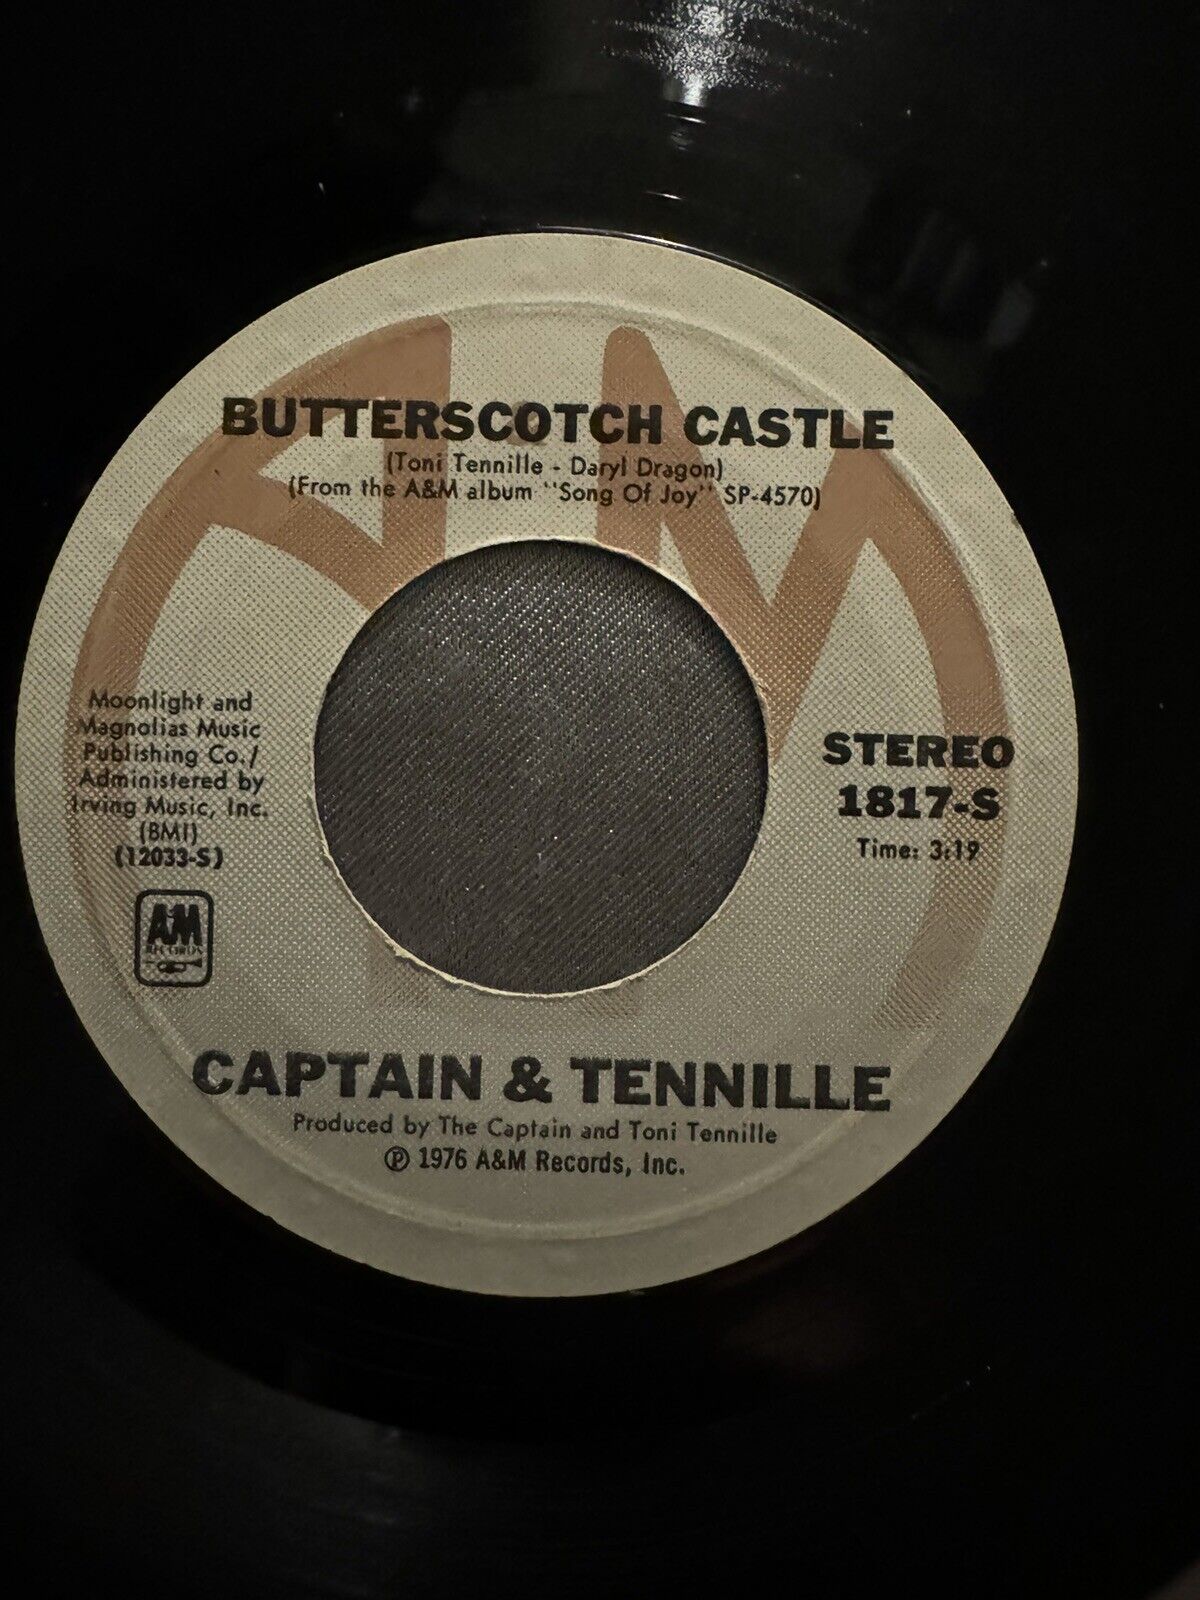 BUTTERSCOTCH CASTLE
(Toni Tennille - Daryl Dragon)
(From the A&M album "Song Of Joy" SP-4570)
Moonlight and
Magnolias Music
Publishing Co./
Administered by
Irving Music, Inc.
(BMI)
(12033-S)
A&M
RECORDS
STEREO
1817-S
Time: 3:19
CAPTAIN & TENNILLE
Produced by The Captain and Toni Tennille
℗ 1976 A&M Records, Inc.